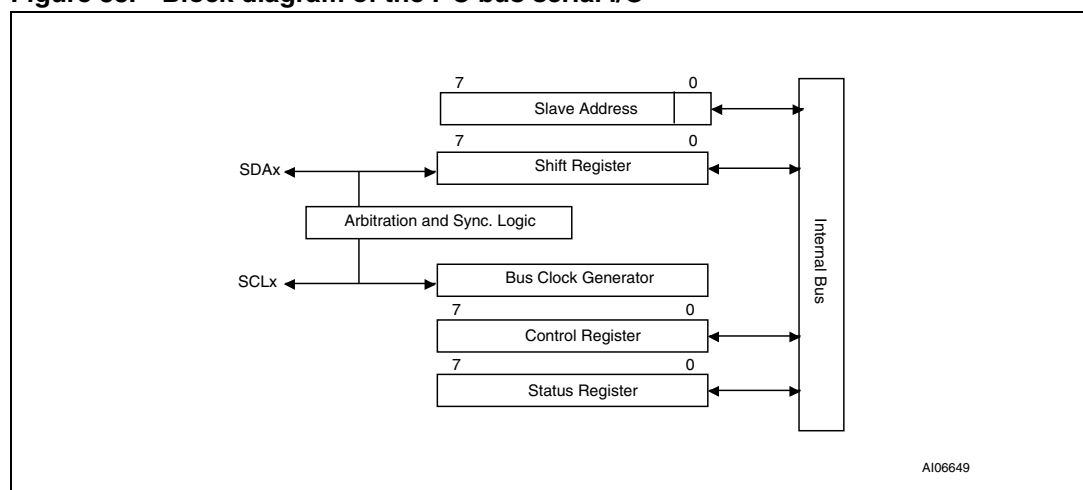 7 0
Slave Address
7 0
SDAx
Shift Register
Arbitration and Sync. Logic
Internal Bus
SCLx
Bus Clock Generator
7 0
Control Register
7 0
Status Register
AI06649